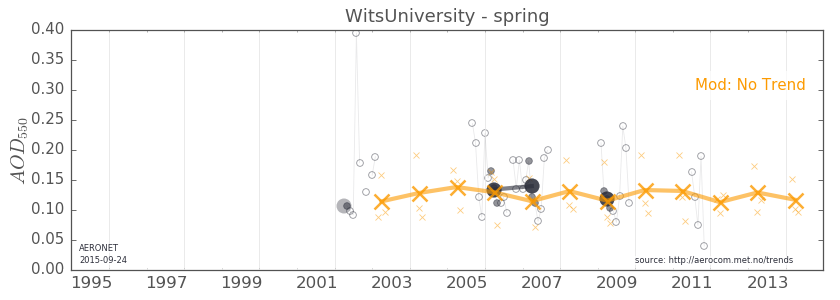 WitsUniversity - spring
0.40
0.35
0.30
0.25
0.20
0.15
0.10
0.05
0.00
AOD550
Mod: No Trend
AERONET
2015-09-24
source: http://aerocom.met.no/trends
1995 1997 1999 2001 2003 2005 2007 2009 2011 2013